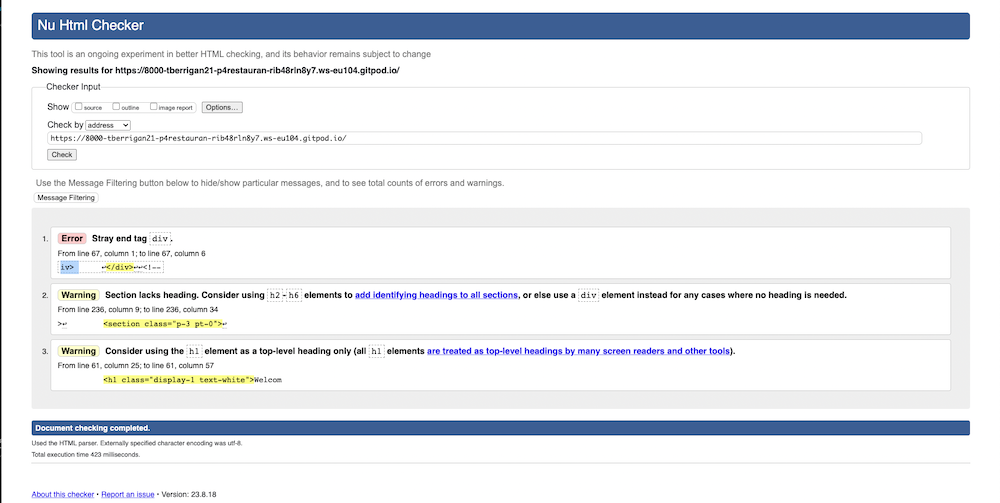 Nu Html Checker
This tool is an ongoing experiment in better HTML checking, and its behavior remains subject to change
Showing results for https://8000-tberrigan21-p4restauran-rib48rln8y7.ws-eu104.gitpod.io/
Checker Input
Show source outline image report Options...
Check by address
https://8000-tberrigan21-p4restauran-rib48rln8y7.ws-eu104.gitpod.io/
Check
Use the Message Filtering button below to hide/show particular messages, and to see total counts of errors and warnings.
Message Filtering
1. Error Stray end tag div.
From line 67, column 1; to line 67, column 6
iv> ↩</div>↩↩<!--
2. Warning Section lacks heading. Consider using h2-h6 elements to add identifying headings to all sections, or else use a div element instead for any cases where no heading is needed.
From line 236, column 9; to line 236, column 34
>↩ <section class="p-3 pt-0">↩
3. Warning Consider using the h1 element as a top-level heading only (all h1 elements are treated as top-level headings by many screen readers and other tools).
From line 61, column 25; to line 61, column 57
<h1 class="display-1 text-white">Welcom
Document checking completed.
Used the HTML parser. Externally specified character encoding was utf-8.
Total execution time 423 milliseconds.
About this checker • Report an issue • Version: 23.8.18